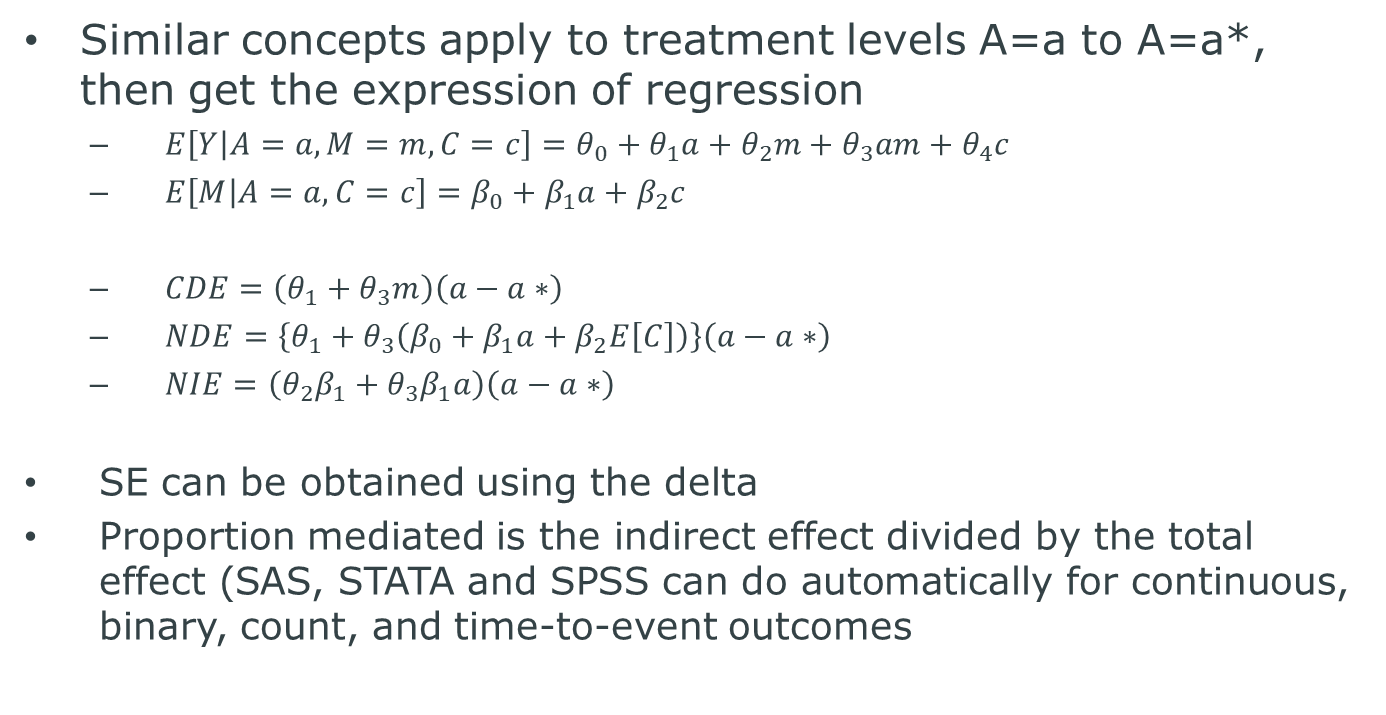 • Similar concepts apply to treatment levels A=a to A=a*,
then get the expression of regression
– E[Y|A = a, M = m, C = c] = θ₀ + θ₁a + θ₂m + θ₃am + θ₄c
– E[M|A = a, C = c] = β₀ + β₁a + β₂c
– CDE = (θ₁ + θ₃m)(a − a ∗)
– NDE = {θ₁ + θ₃(β₀ + β₁a + β₂E[C])}(a − a ∗)
– NIE = (θ₂β₁ + θ₃β₁a)(a − a ∗)
• SE can be obtained using the delta
• Proportion mediated is the indirect effect divided by the total
effect (SAS, STATA and SPSS can do automatically for continuous,
binary, count, and time-to-event outcomes